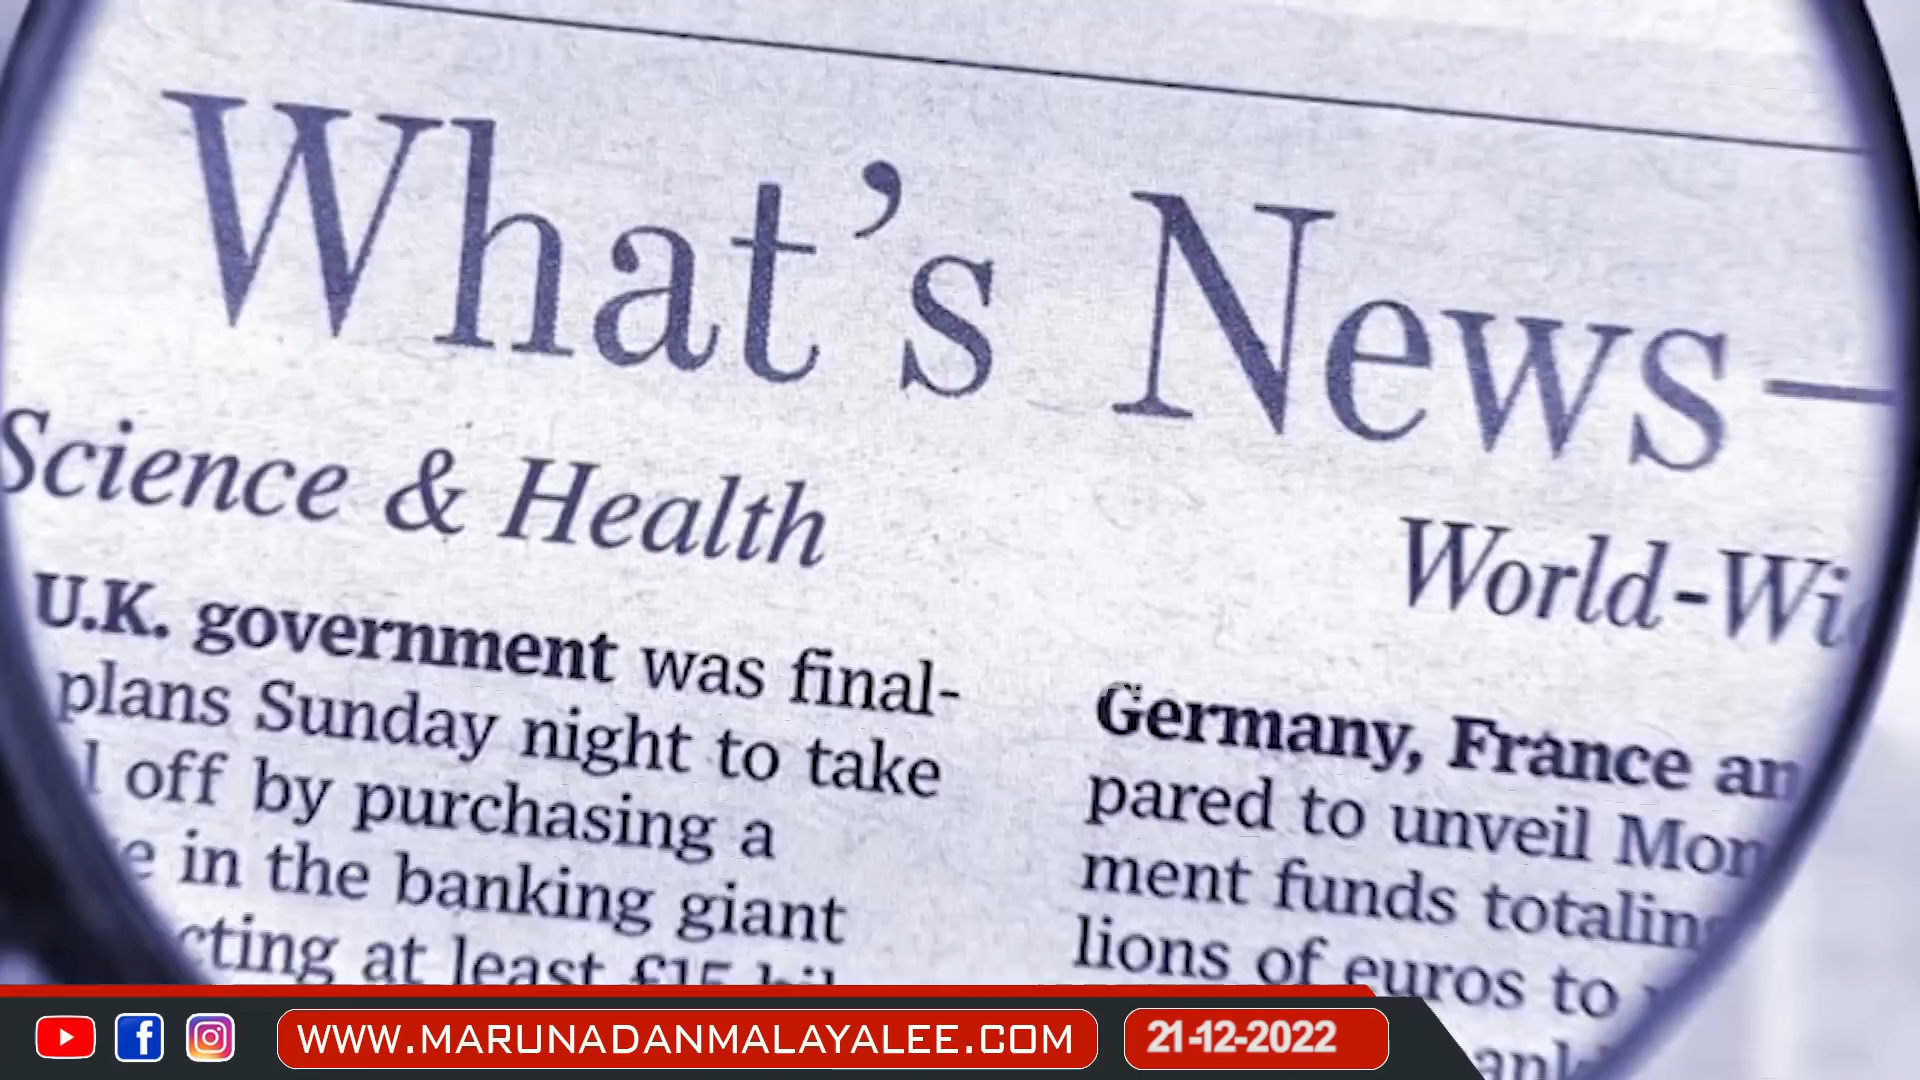 What's News—
Science & Health
U.K. government was final-
plans Sunday night to take
off by purchasing a
in the banking giant
at least £15
World-Wi
Germany, France an
pared to unveil Mon
ment funds totaling
lions of euros to
WWW.MARUNADANMALAYALEE.COM
21-12-2022